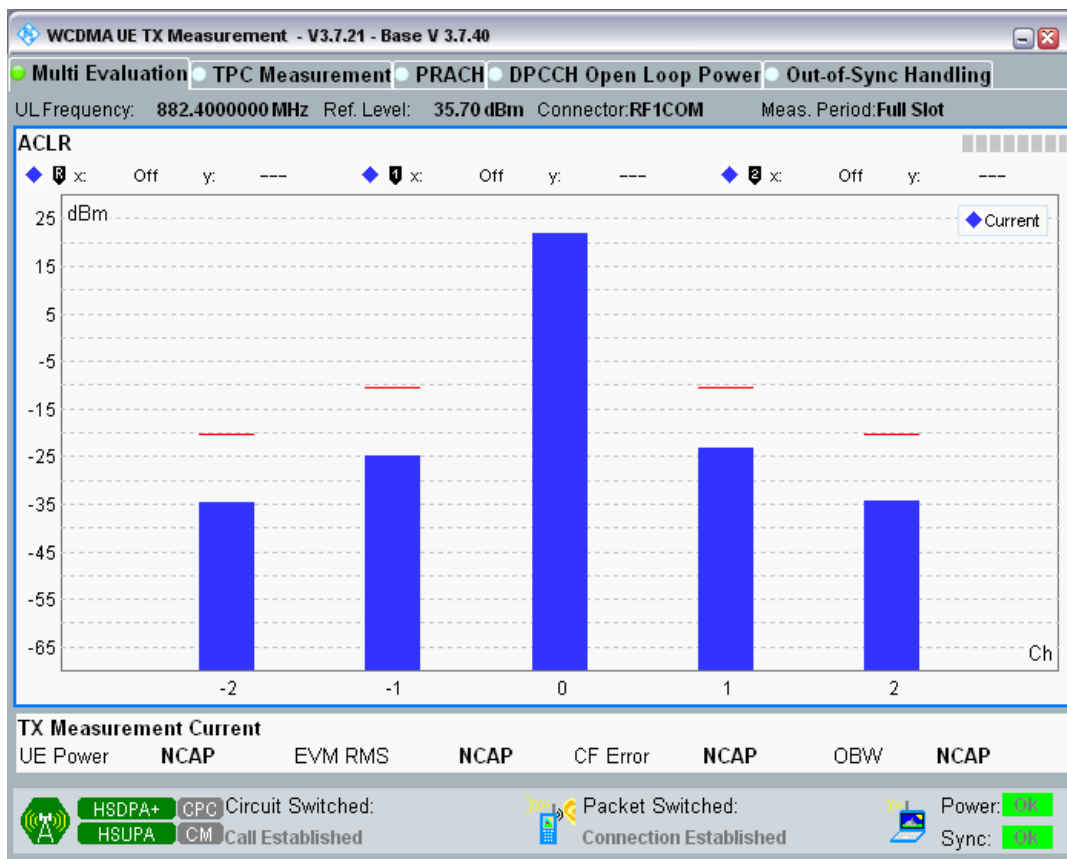 WCDMA UE TX Measurement - V3.7.21 - Base V 3.7.40
Multi Evaluation TPC Measurement PRACH DPCCH Open Loop Power Out-of-Sync Handling
UL Frequency: 882.4000000 MHz Ref. Level: 35.70 dBm Connector:RF1COM Meas. Period:Full Slot
ACLR
R x: Off y: --- 1 x: Off y: --- 2 x: Off y: ---
dBm
Current
25
15
5
-5
-15
-25
-35
-45
-55
-65
Ch
-2 -1 0 1 2
TX Measurement Current
UE Power NCAP EVM RMS NCAP CF Error NCAP OBW NCAP
HSDPA+ CPC Circuit Switched: Packet Switched: Power: OK
HSUPA CM Call Established Connection Established Sync: OK